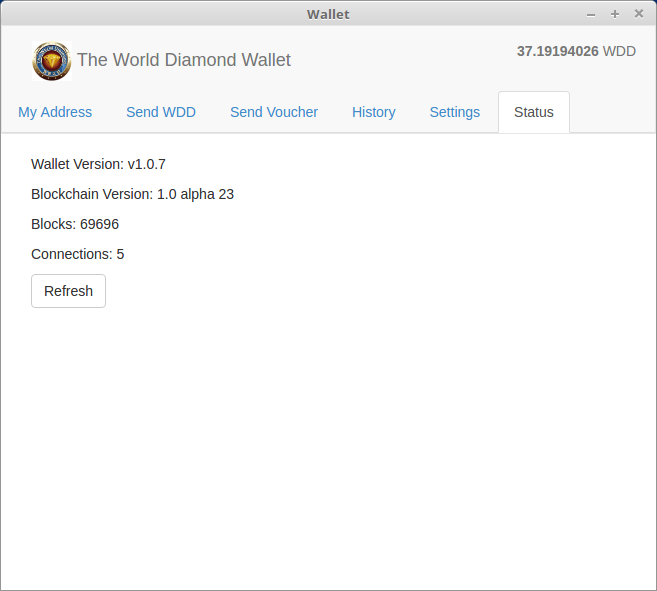 Wallet
The World Diamond Wallet
37.19194026 WDD
My Address Send WDD Send Voucher History Settings Status
Wallet Version: v1.0.7
Blockchain Version: 1.0 alpha 23
Blocks: 69696
Connections: 5
Refresh